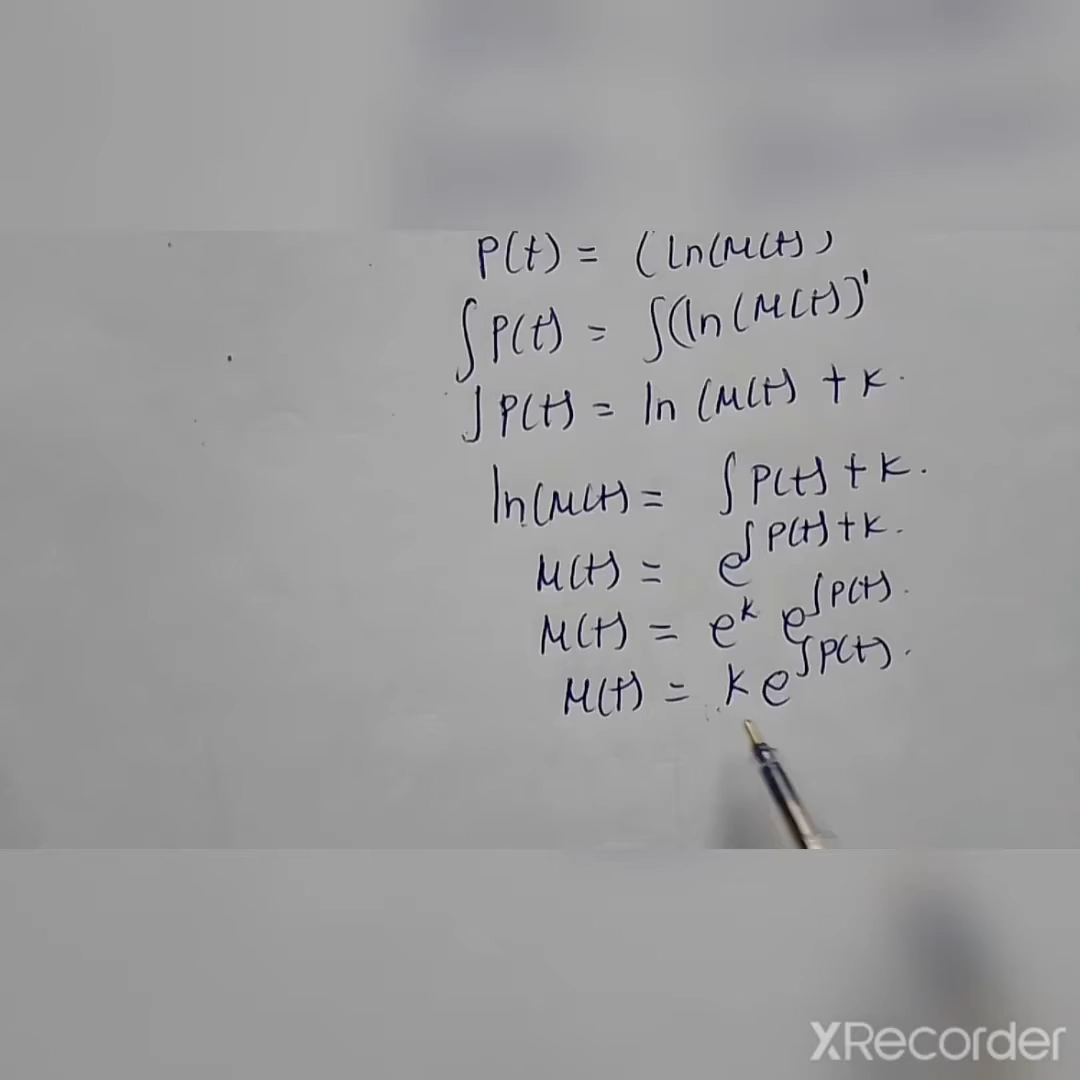 P(t) = (ln(μ(t))
∫P(t) = ∫(ln(μ(t))'
∫P(t) = ln (μ(t) + K.
ln(μ(t) = ∫P(t) + K.
μ(t) = e^∫P(t)+K.
μ(t) = e^K e^∫P(t).
μ(t) = K e^∫P(t).
XRecorder